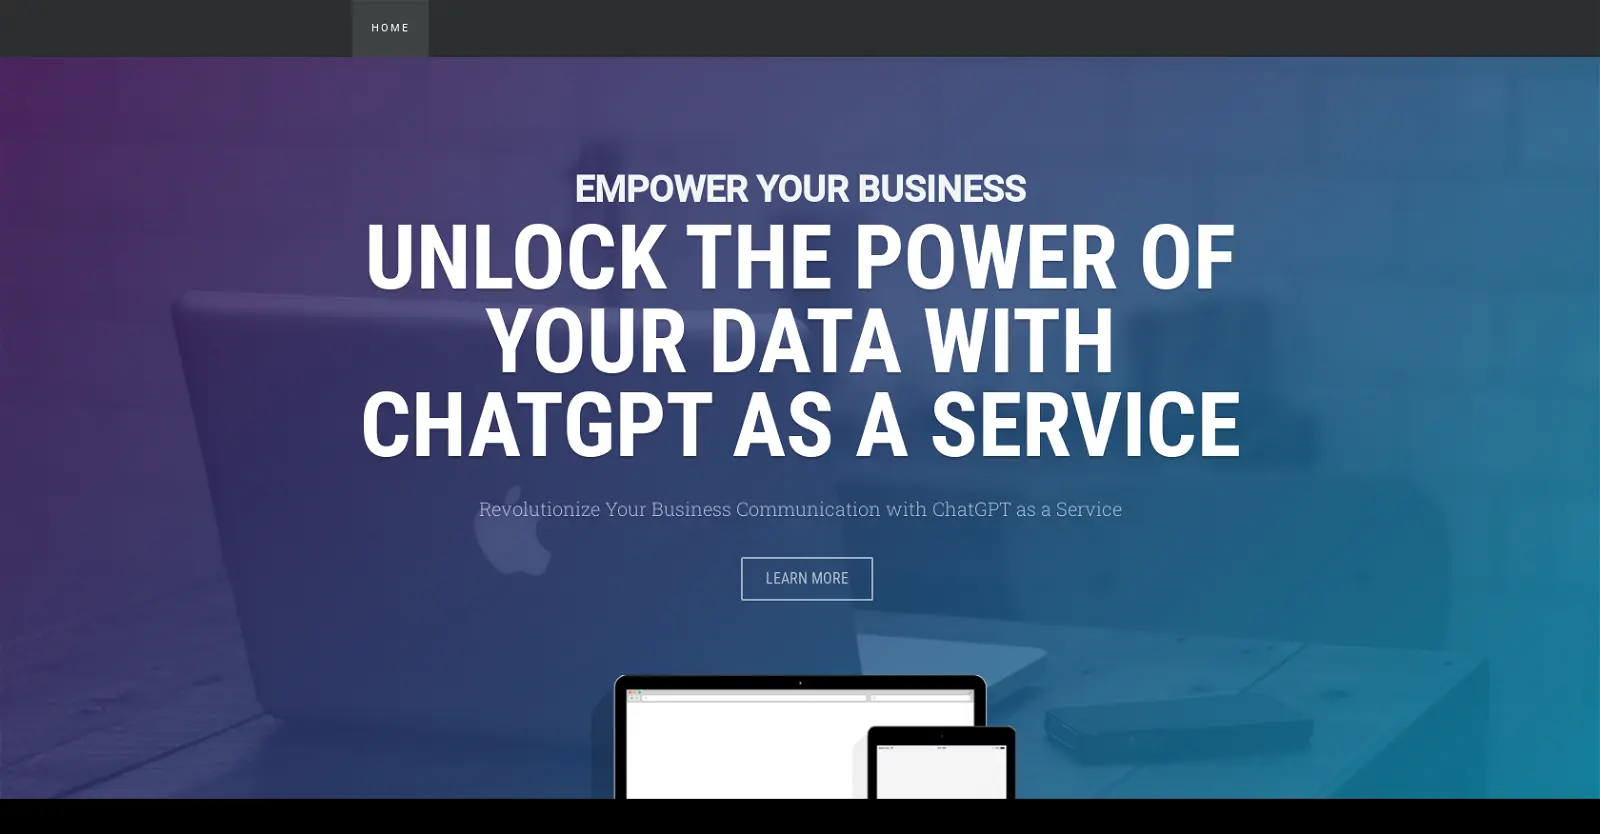 HOME
EMPOWER YOUR BUSINESS
UNLOCK THE POWER OF
YOUR DATA WITH
CHATGPT AS A SERVICE
Revolutionize Your Business Communication with ChatGPT as a Service
LEARN MORE